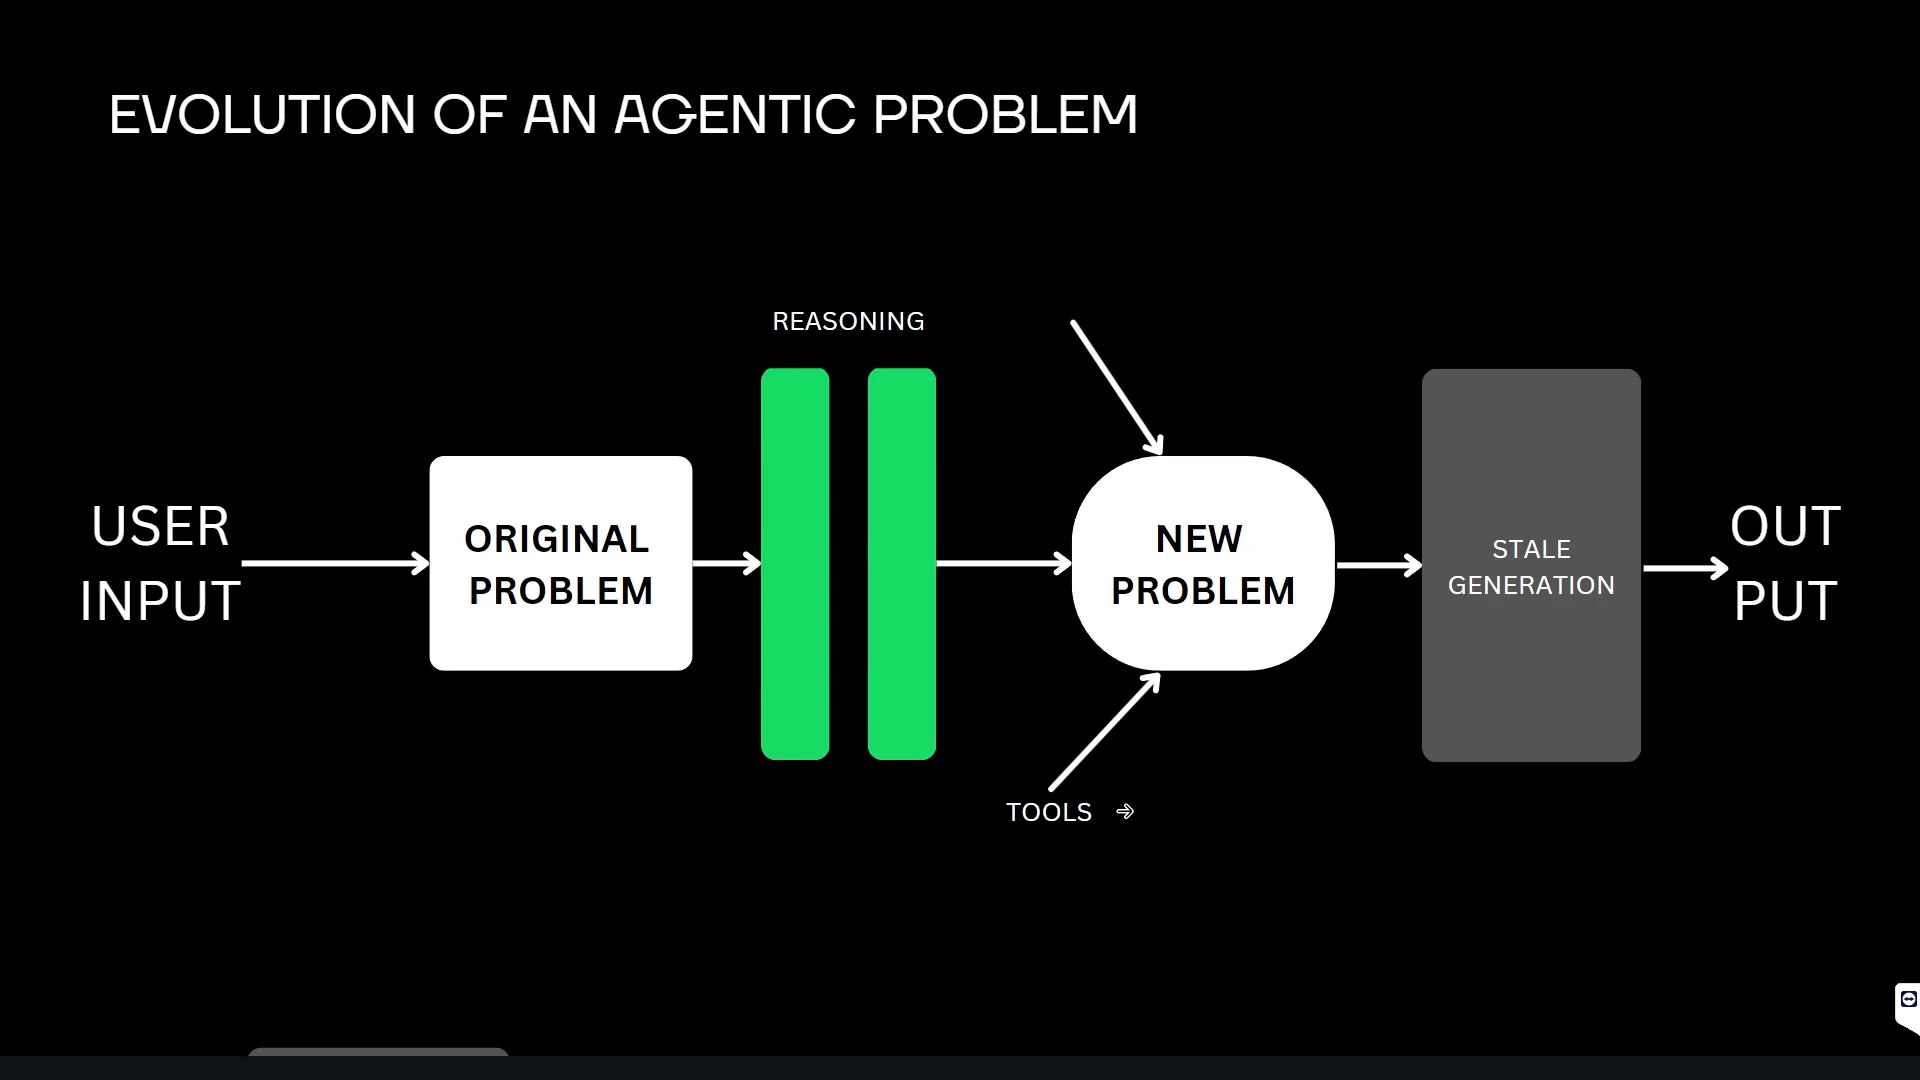 EVOLUTION OF AN AGENTIC PROBLEM
REASONING
USER
INPUT
ORIGINAL
PROBLEM
NEW
PROBLEM
STALE
GENERATION
OUT
PUT
TOOLS